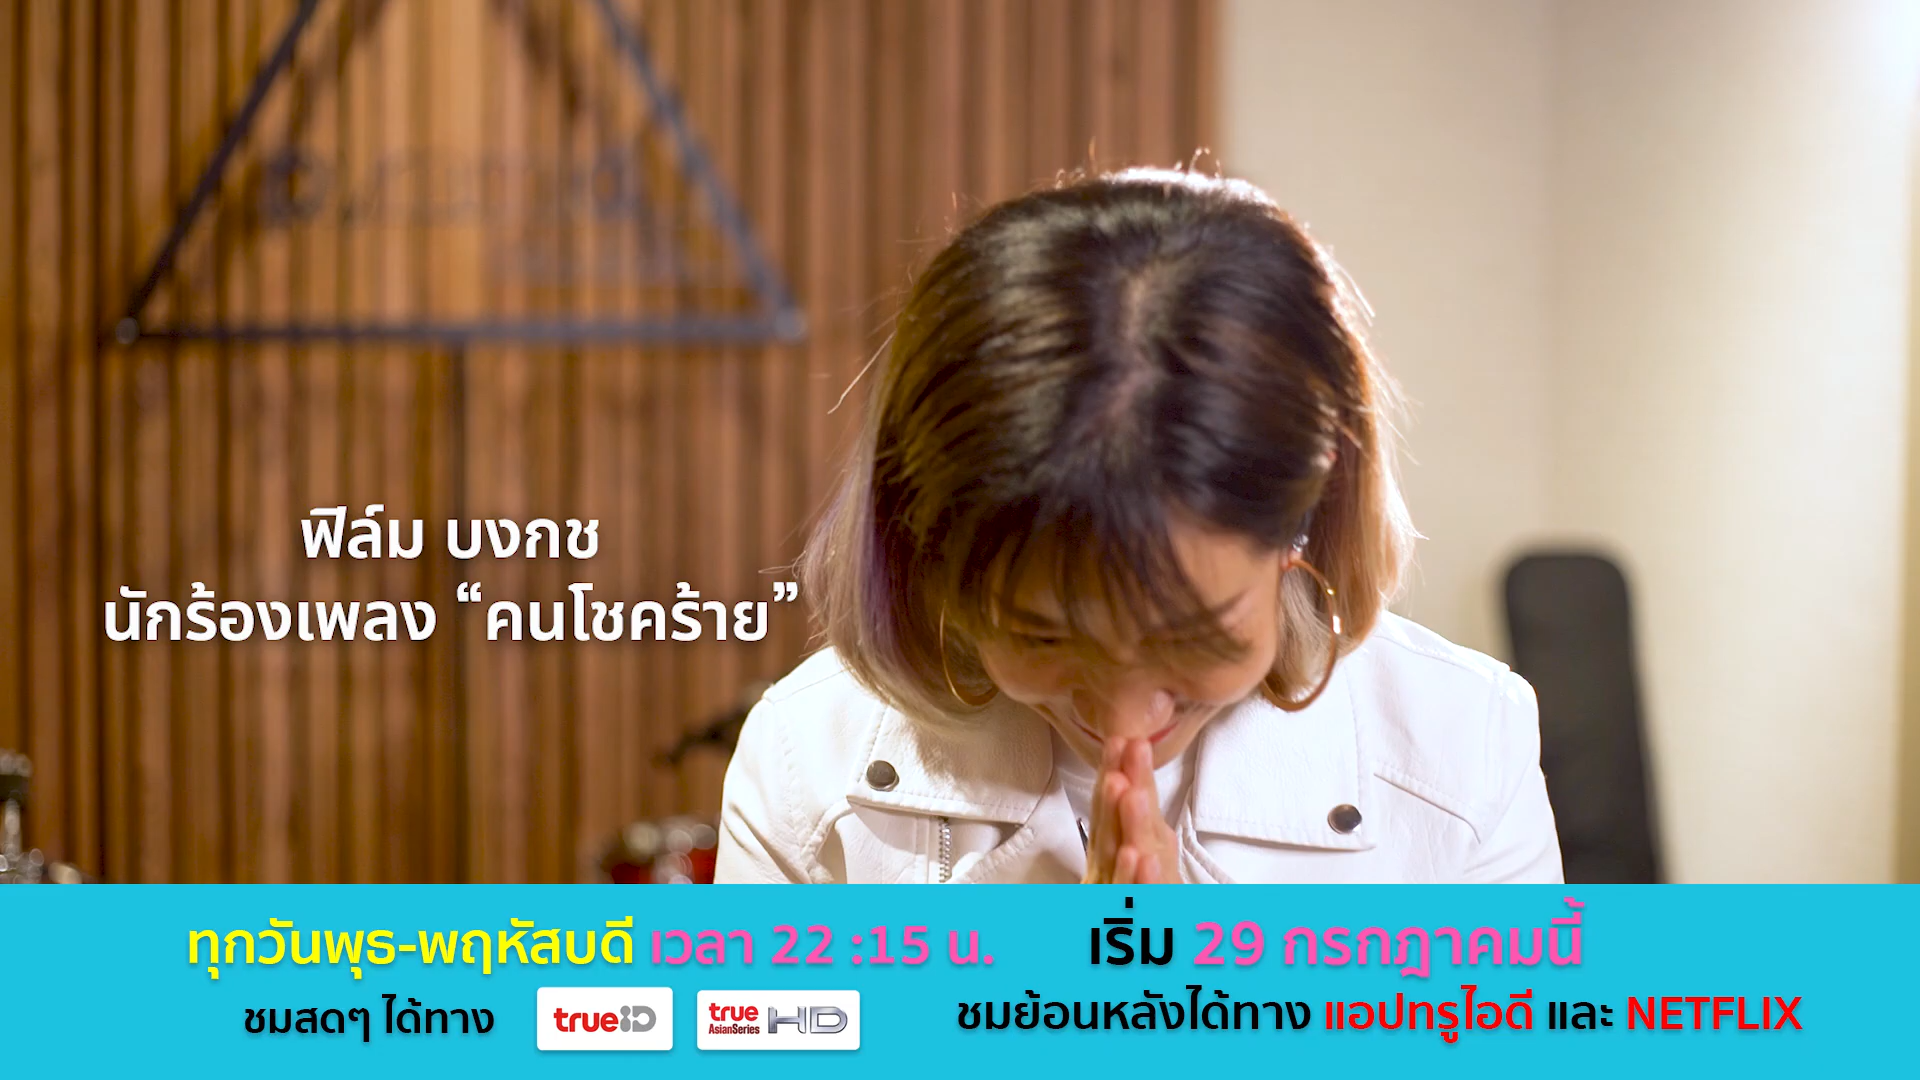 ฟิล์ม บงกช
นักร้องเพลง “คนโชคร้าย”
ทุกวันพุธ-พฤหัสบดี เวลา 22 :15 น.
เริ่ม 29 กรกฎาคมนี้
ชมสดๆ ได้ทาง trueID true AsianSeries HD
ชมย้อนหลังได้ทาง แอปทรูไอดี และ NETFLIX